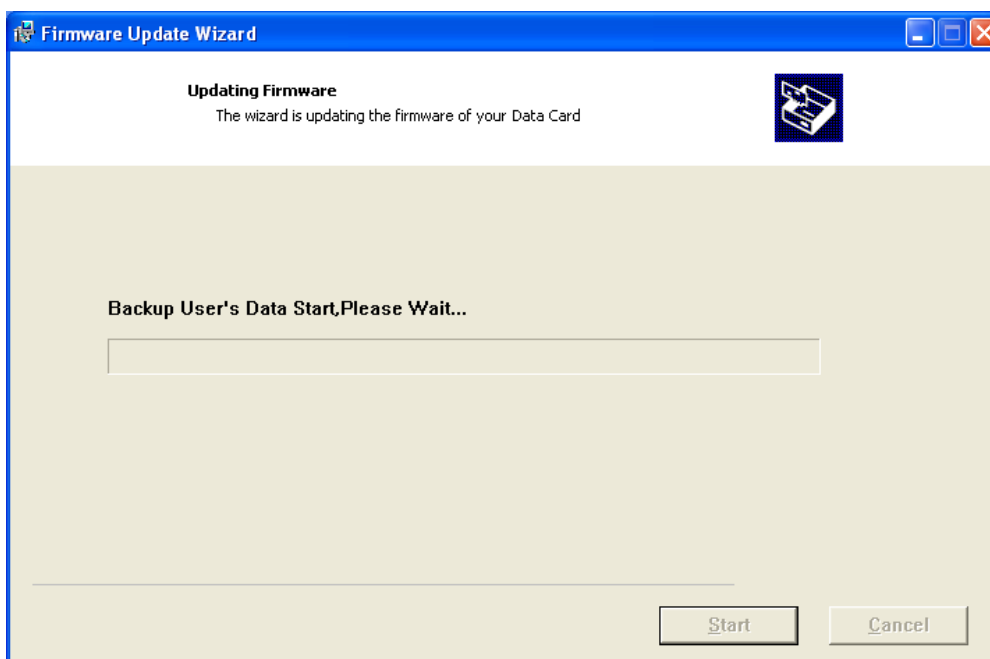 Firmware Update Wizard
Updating Firmware
The wizard is updating the firmware of your Data Card
Backup User's Data Start,Please Wait...
Start
Cancel